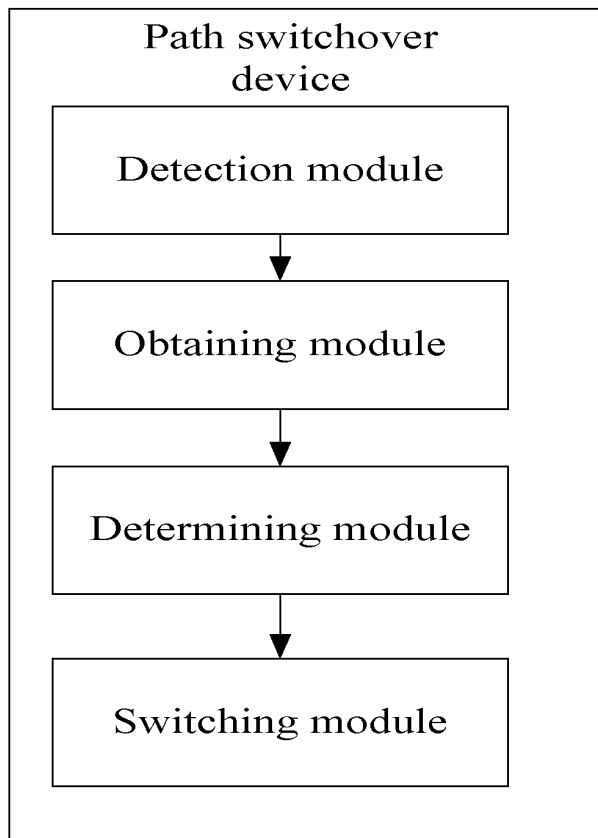 Path switchover
device
Detection module
Obtaining module
Determining module
Switching module